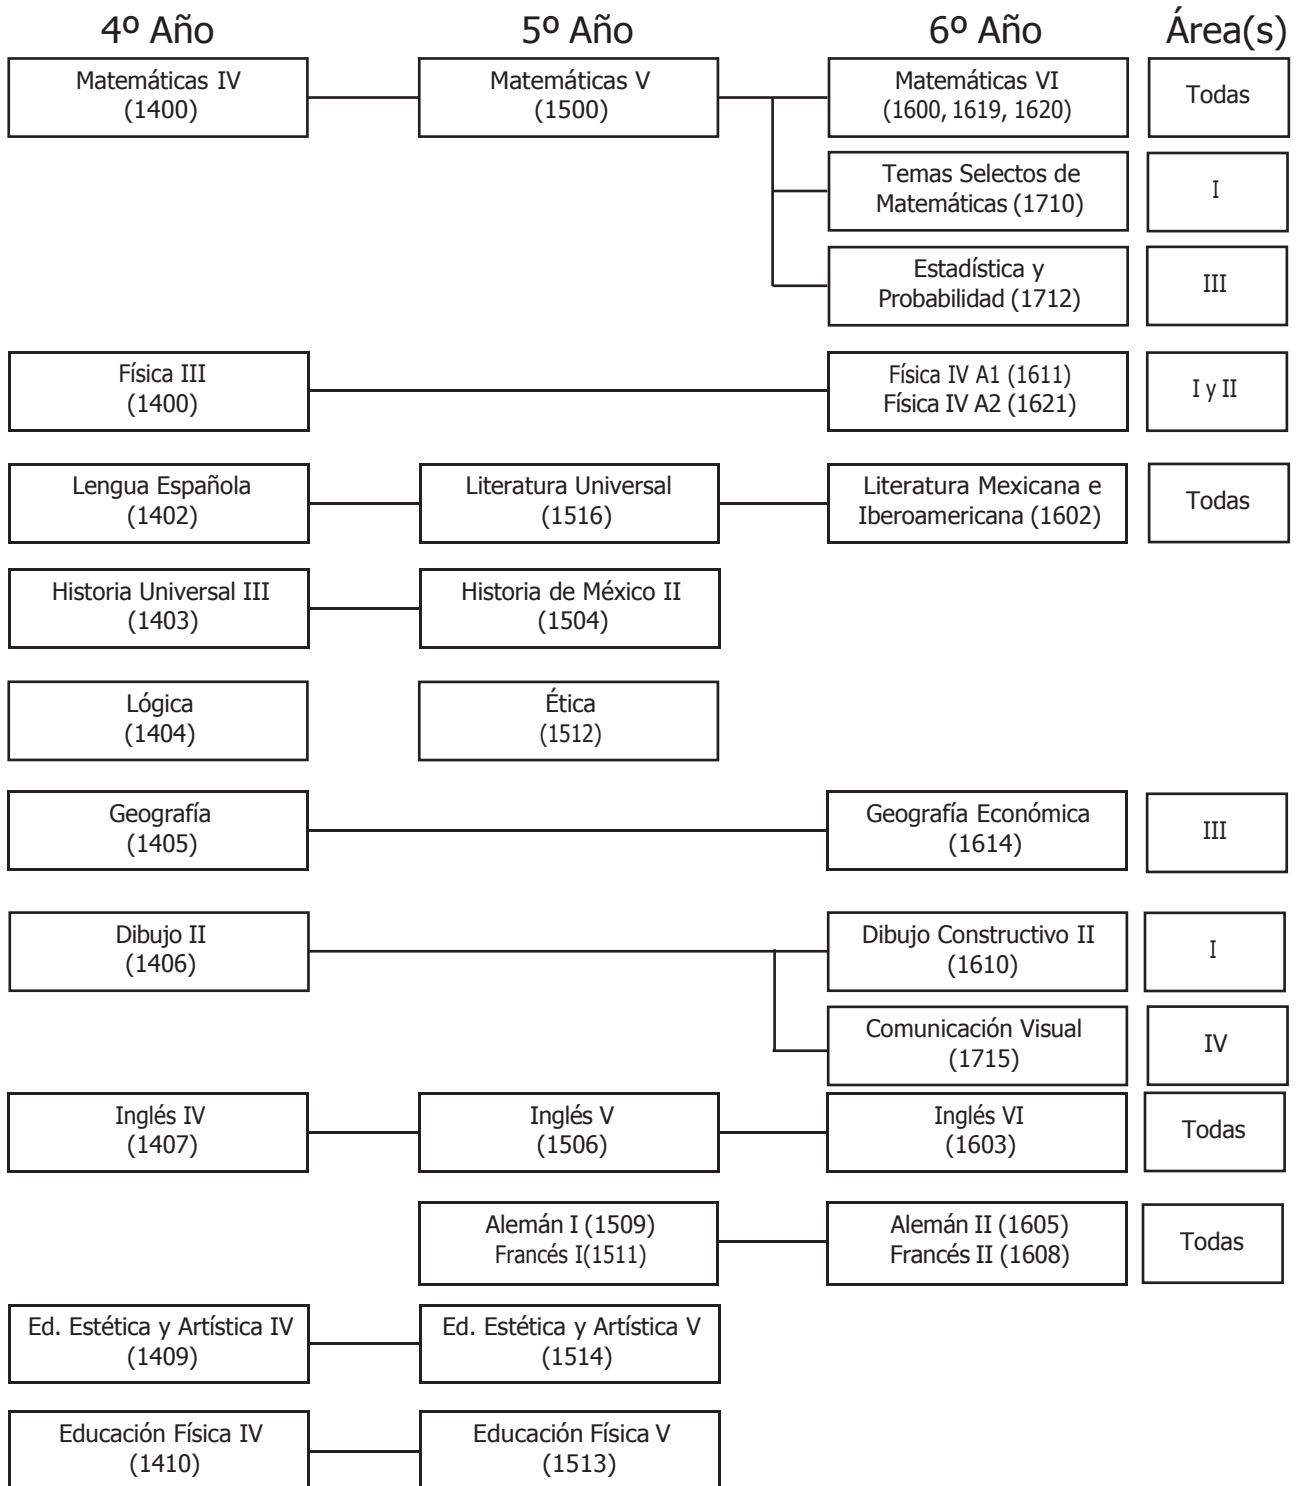 4º Año
5º Año
6º Año
Área(s)
Matemáticas IV
(1400)
Matemáticas V
(1500)
Matemáticas VI
(1600, 1619, 1620)
Todas
Temas Selectos de
Matemáticas (1710)
I
Estadística y
Probabilidad (1712)
III
Física III
(1400)
Física IV A1 (1611)
Física IV A2 (1621)
I y II
Lengua Española
(1402)
Literatura Universal
(1516)
Literatura Mexicana e
Iberoamericana (1602)
Todas
Historia Universal III
(1403)
Historia de México II
(1504)
Lógica
(1404)
Ética
(1512)
Geografía
(1405)
Geografía Económica
(1614)
III
Dibujo II
(1406)
Dibujo Constructivo II
(1610)
I
Comunicación Visual
(1715)
IV
Inglés IV
(1407)
Inglés V
(1506)
Inglés VI
(1603)
Todas
Alemán I (1509)
Francés I(1511)
Alemán II (1605)
Francés II (1608)
Todas
Ed. Estética y Artística IV
(1409)
Ed. Estética y Artística V
(1514)
Educación Física IV
(1410)
Educación Física V
(1513)